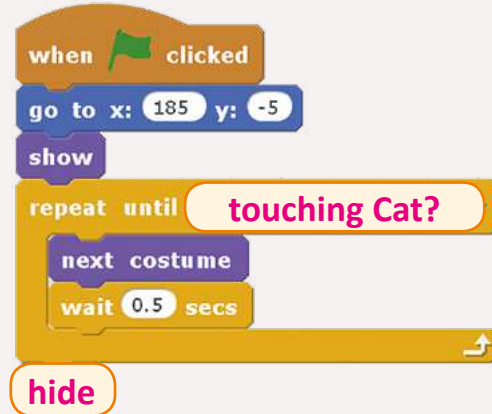 when clicked
go to x: 185 y: -5
show
repeat until touching Cat?
next costume
wait 0.5 secs
hide